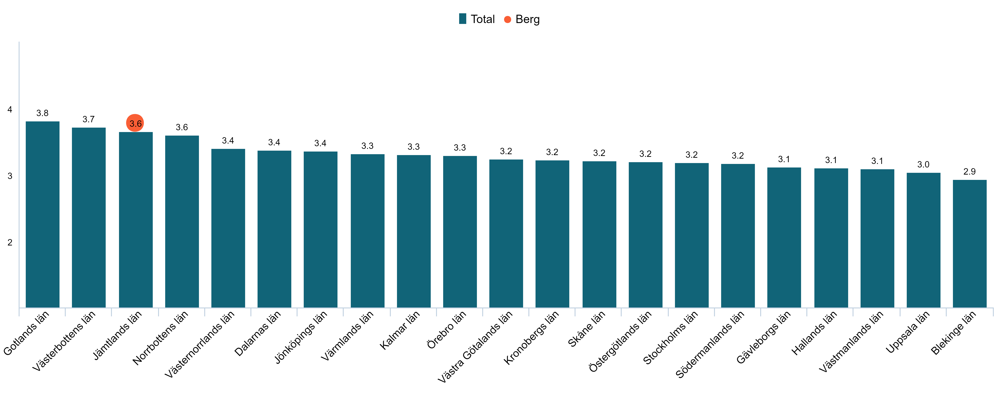 Total Berg
4
3
2
3.8 3.7 3.6 3.6 3.4 3.4 3.4 3.3 3.3 3.3 3.2 3.2 3.2 3.2 3.2 3.2 3.1 3.1 3.1 3.0 2.9
Gotlands län
Västerbottens län
Jämtlands län
Norrbottens län
Västernorrlands län
Dalarnas län
Jönköpings län
Värmlands län
Kalmar län
Örebro län
Västra Götalands län
Kronobergs län
Skåne län
Östergötlands län
Stockholms län
Södermanlands län
Gävleborgs län
Hallands län
Västmanlands län
Uppsala län
Blekinge län